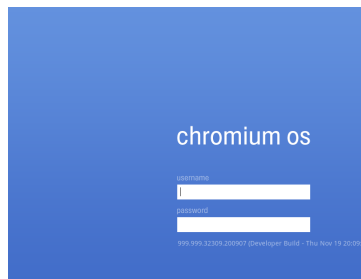 chromium os
username
password
999.999.32309.200907 (Developer Build - Thu Nov 19 20:09: